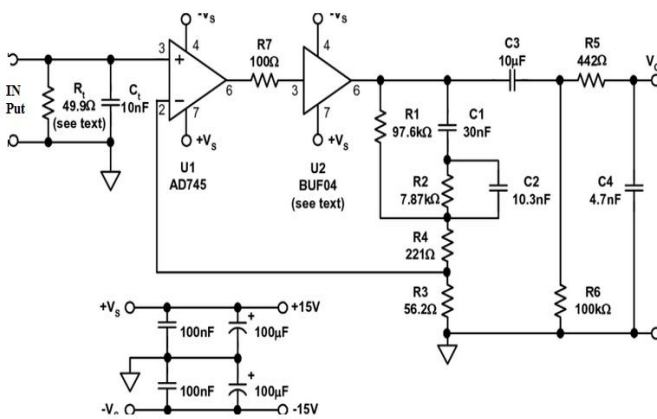 -Vs
-Vs
4
4
R7
100Ω
C3
10µF
R5
442Ω
3
+
6
3
6
IN
Put
Rt
49.9Ω
(see text)
Ct
10nF
2
−
7
+Vs
7
+Vs
U1
AD745
U2
BUF04
(see text)
R1
97.6kΩ
C1
30nF
R2
7.87kΩ
C2
10.3nF
C4
4.7nF
R4
221Ω
R3
56.2Ω
R6
100kΩ
+Vs
+15V
100nF
+
100µF
100nF
+
100µF
-15V